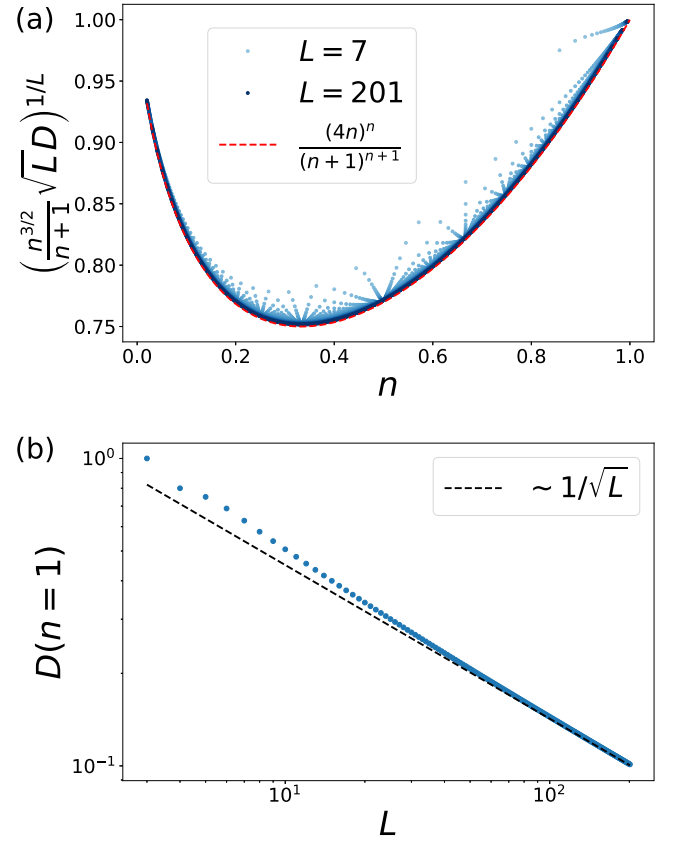 (a)
(n^{3/2}/(n+1) √L D)^{1/L}
1.00
0.95
0.90
0.85
0.80
0.75
L = 7
L = 201
(4n)^n/(n+1)^{n+1}
0.0 0.2 0.4 0.6 0.8 1.0
n
(b)
D(n = 1)
10^0
10^{-1}
~ 1/√L
10^1 10^2
L